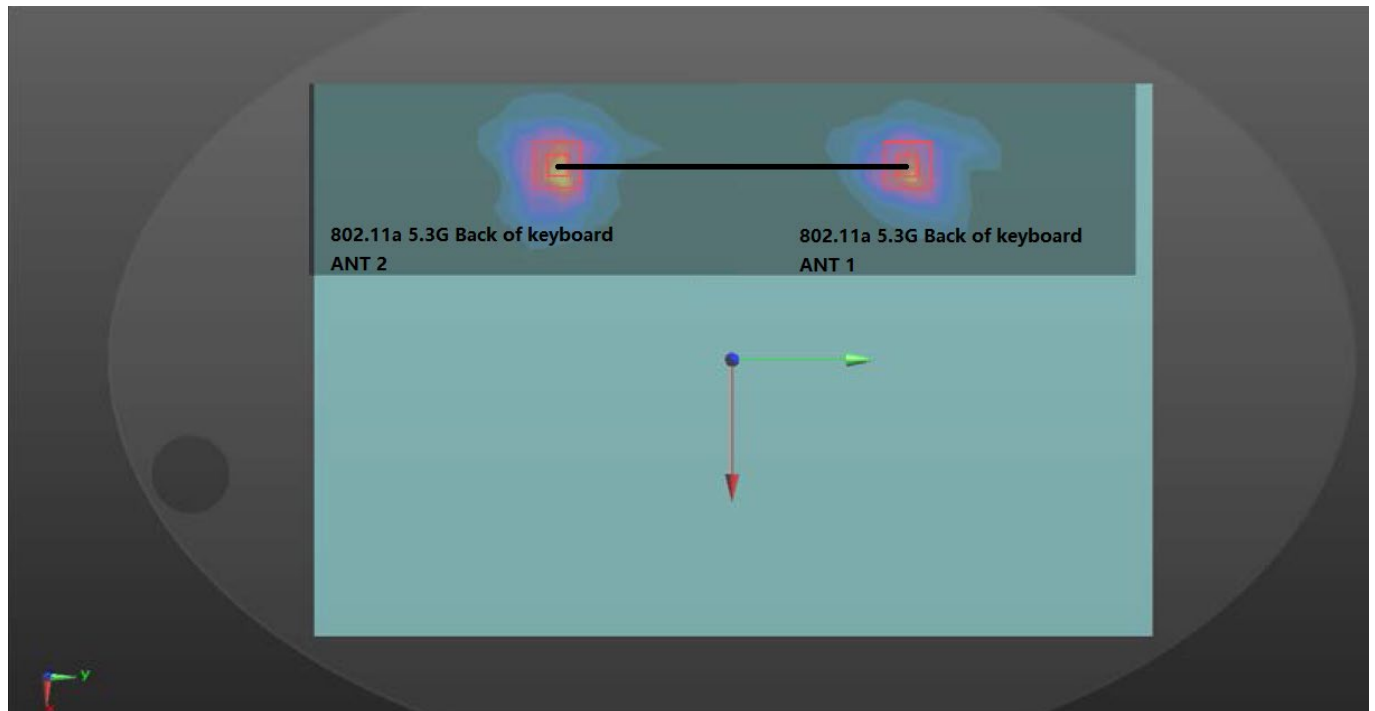 802.11a 5.3G Back of keyboard
ANT 2
802.11a 5.3G Back of keyboard
ANT 1
y
x